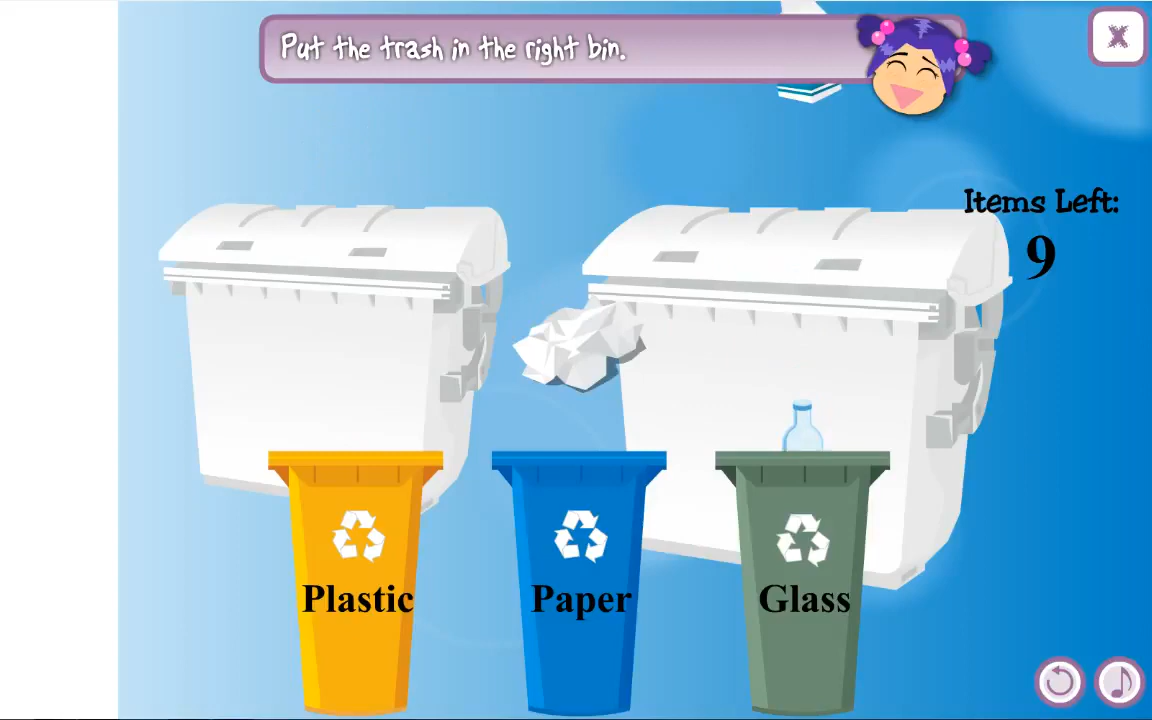 Put the trash in the right bin.
Items Left:
9
Plastic
Paper
Glass